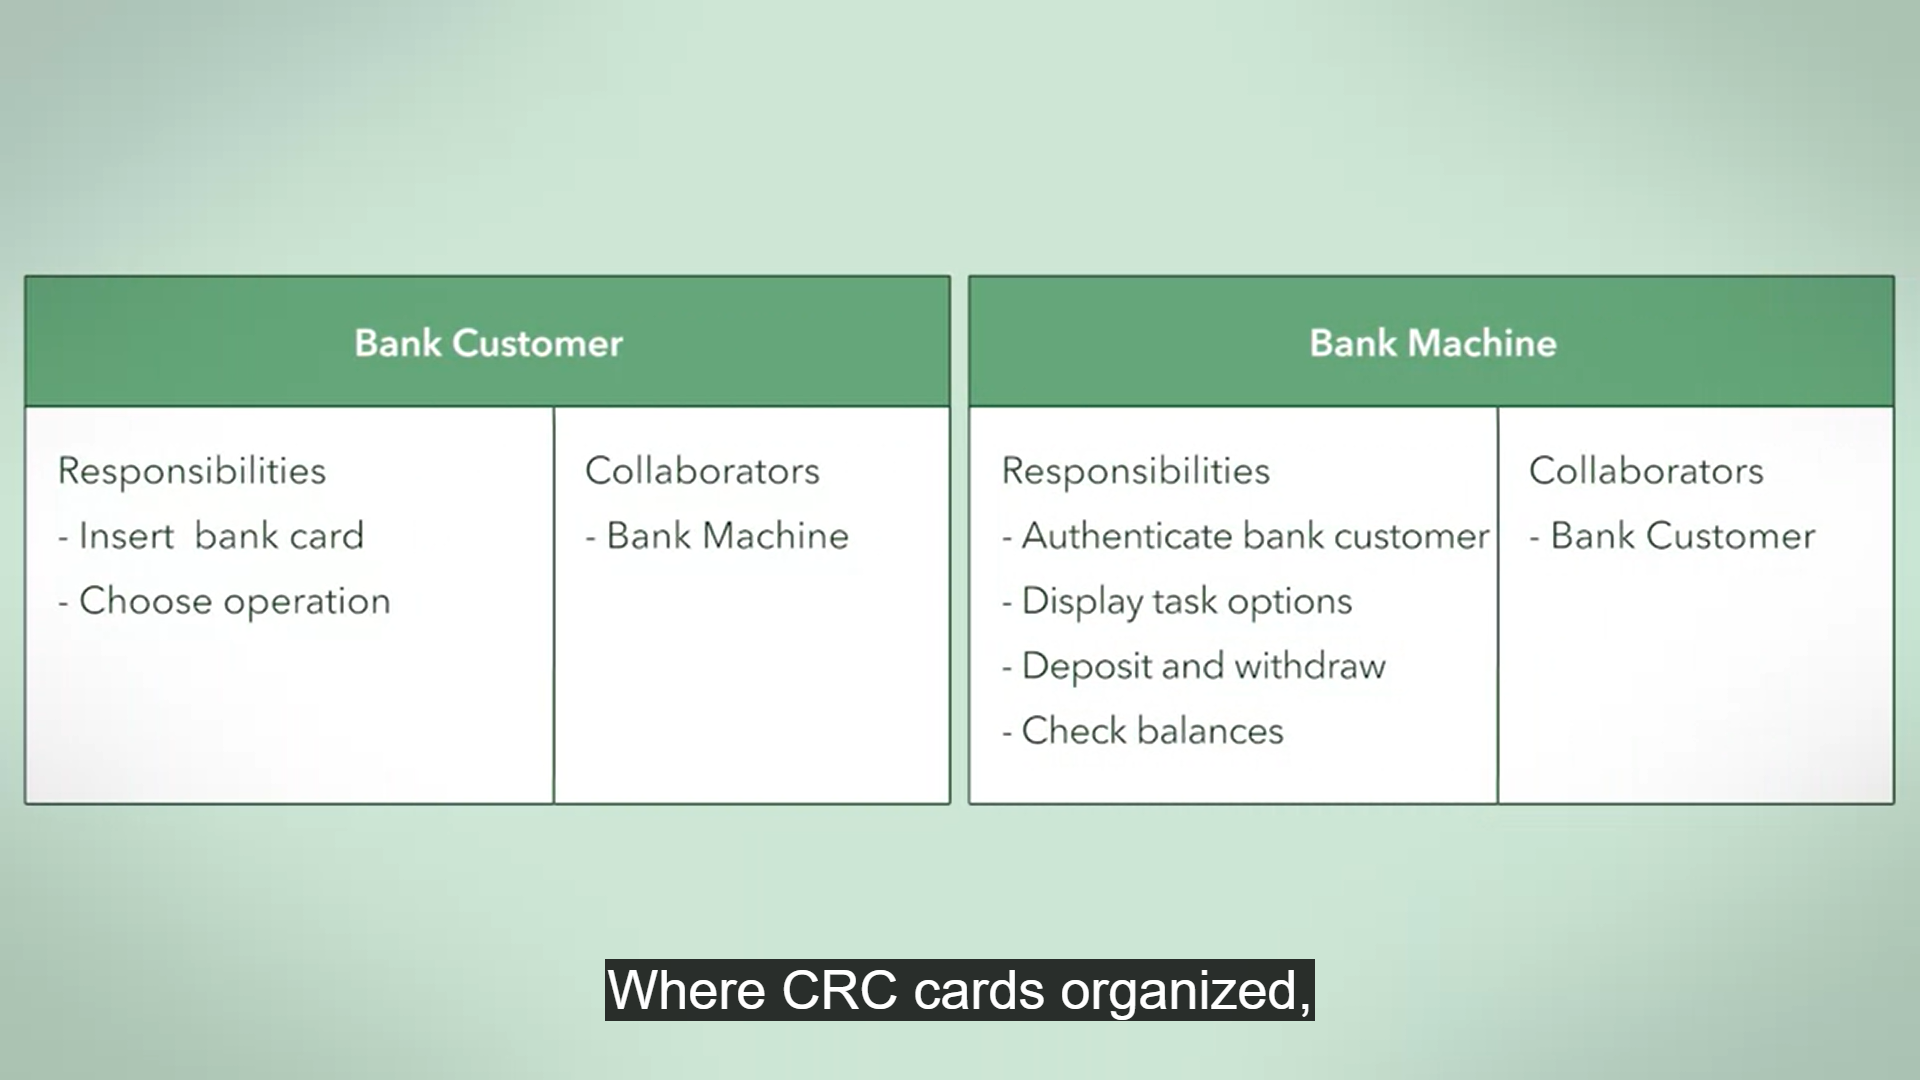 Bank Customer
Responsibilities
- Insert bank card
- Choose operation
Collaborators
- Bank Machine
Bank Machine
Responsibilities
- Authenticate bank customer
- Display task options
- Deposit and withdraw
- Check balances
Collaborators
- Bank Customer
Where CRC cards organized,